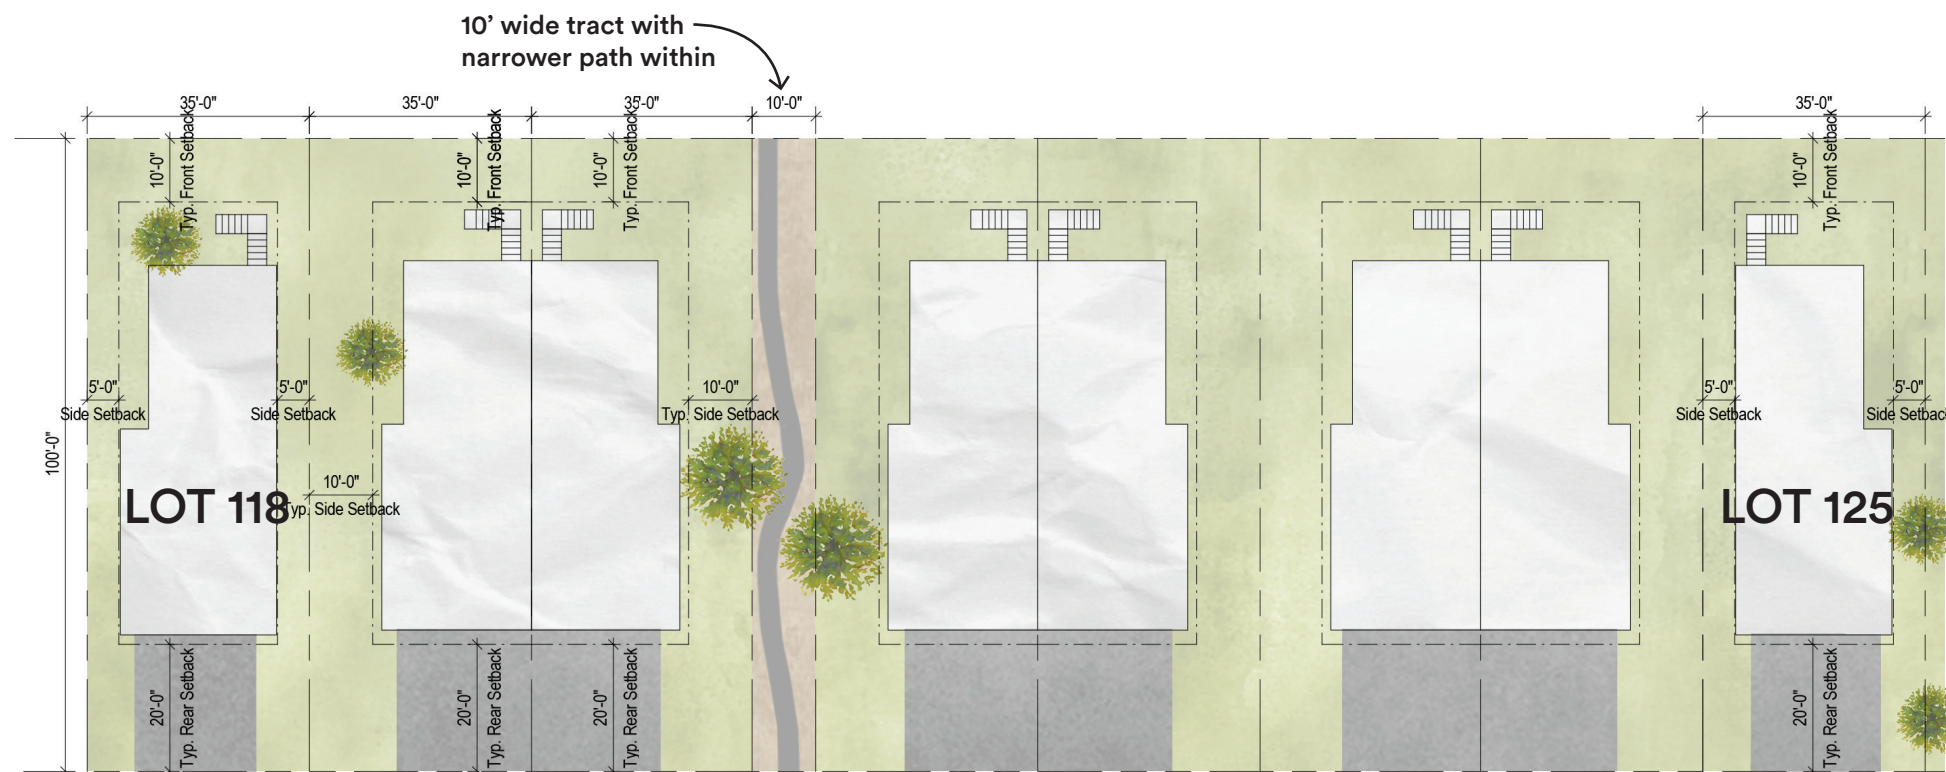 10’ wide tract with
narrower path within
35'-0"
35'-0"
35'-0"
10'-0"
35'-0"
10'-0"
Typ. Front Setback
10'-0"
Typ. Front Setback
10'-0"
Typ. Front Setback
10'-0"
Typ. Front Setback
5'-0"
Side Setback
5'-0"
Side Setback
10'-0"
Typ. Side Setback
5'-0"
Side Setback
5'-0"
Side Setback
100'-0"
10'-0"
Typ. Side Setback
LOT 118
LOT 125
20'-0"
Typ. Rear Setback
20'-0"
Typ. Rear Setback
20'-0"
Typ. Rear Setback
20'-0"
Typ. Rear Setback